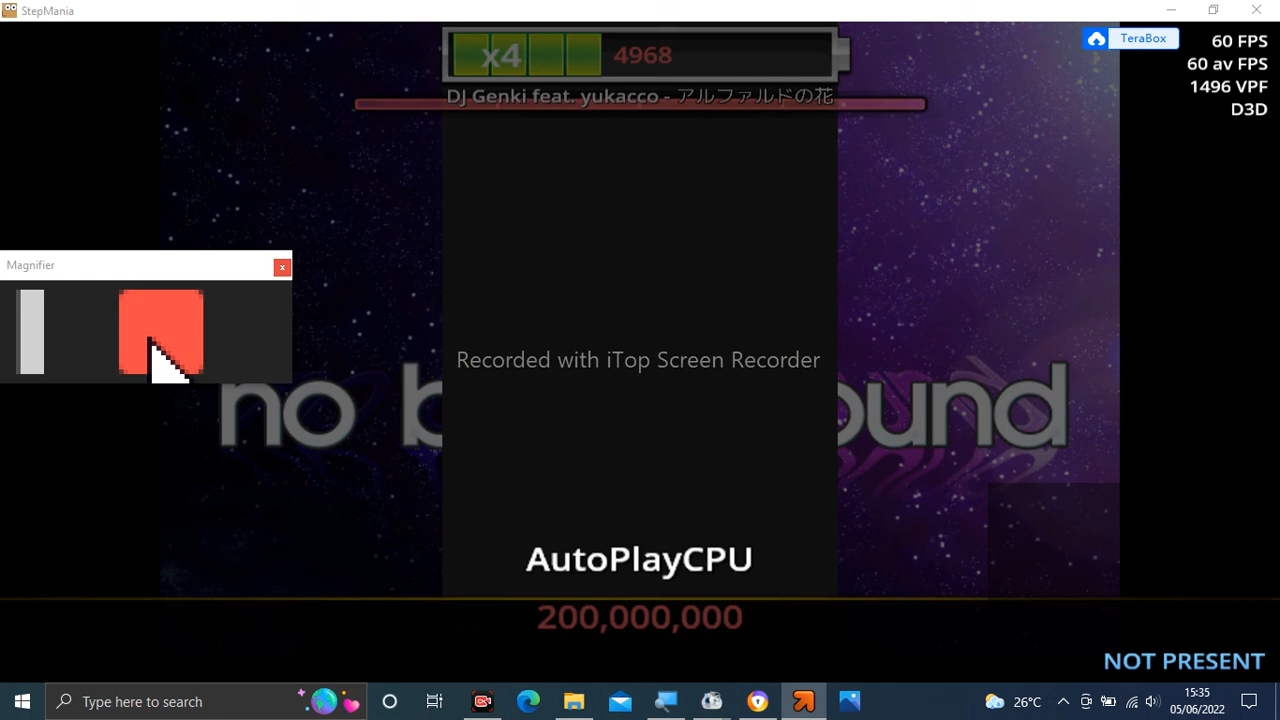 StepMania
x4 4968
DJ Genki feat. yukacco - アルファルドの花
TeraBox
60 FPS
60 av FPS
1496 VPF
D3D
Magnifier
x
Recorded with iTop Screen Recorder
no b
ound
AutoPlayCPU
200,000,000
NOT PRESENT
Type here to search
26°C
15:35
05/06/2022